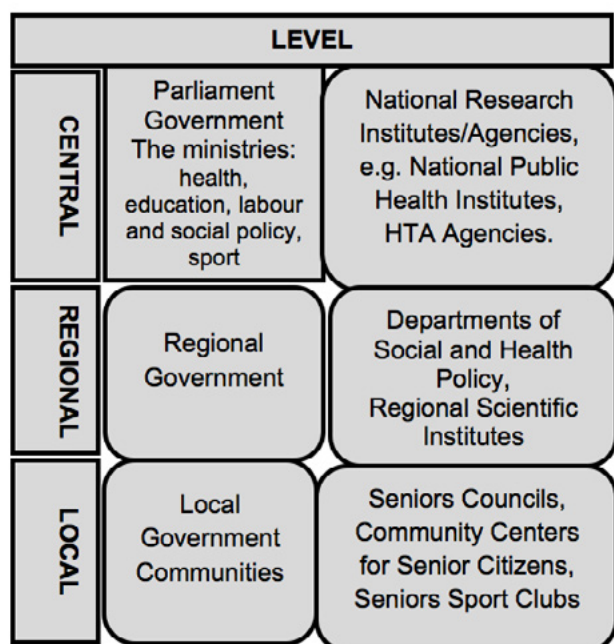 LEVEL
CENTRAL
Parliament
Government
The ministries:
health,
education, labour
and social policy,
sport
National Research
Institutes/Agencies,
e.g. National Public
Health Institutes,
HTA Agencies.
REGIONAL
Regional
Government
Departments of
Social and Health
Policy,
Regional Scientific
Institutes
LOCAL
Local
Government
Communities
Seniors Councils,
Community Centers
for Senior Citizens,
Seniors Sport Clubs